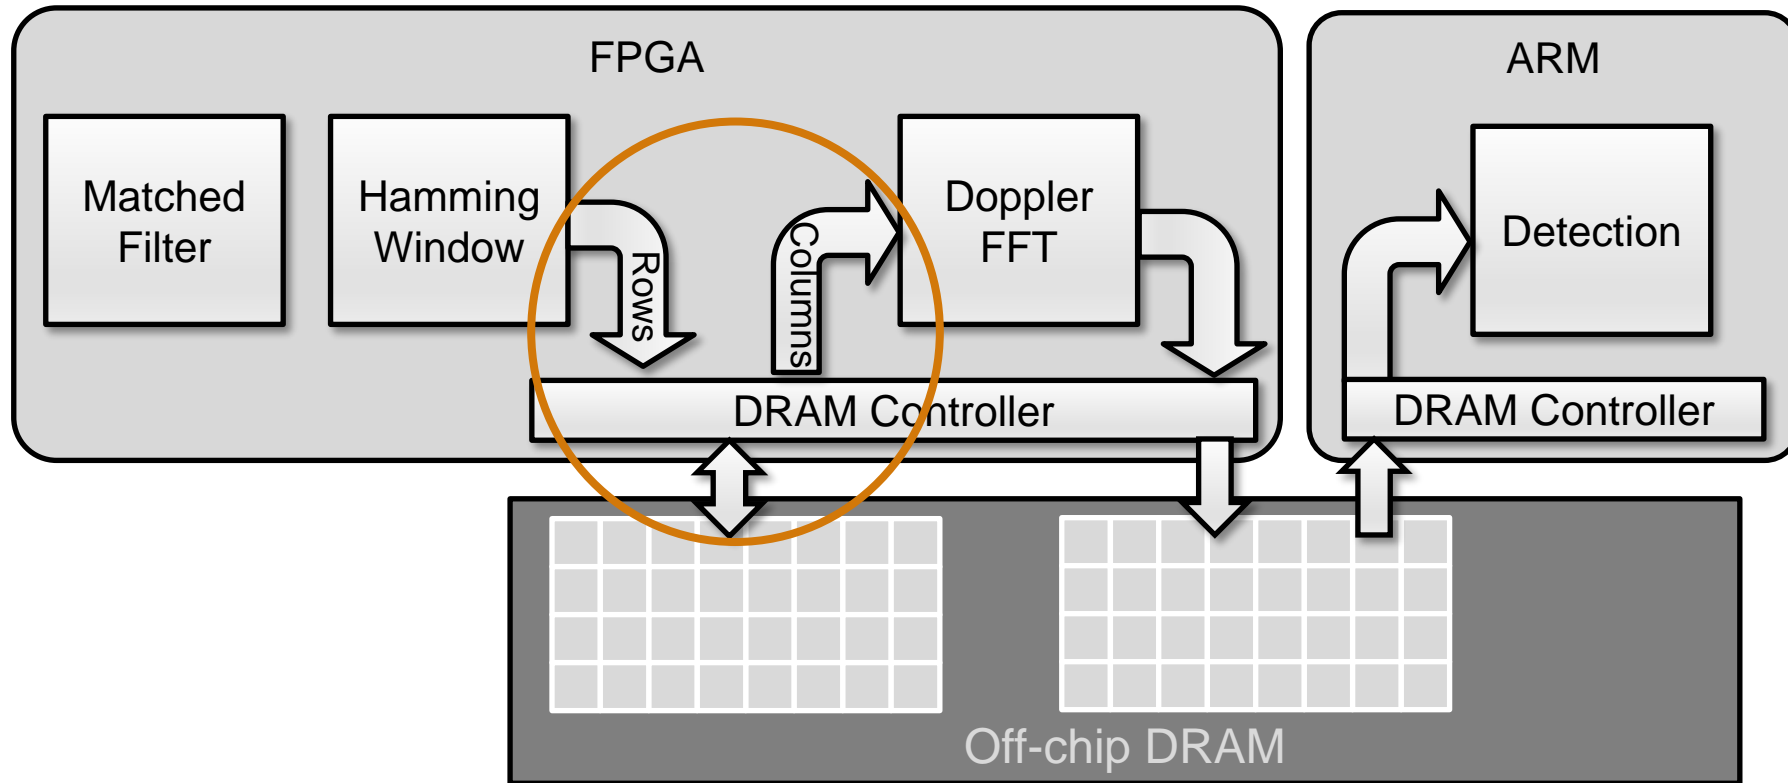 FPGA
ARM
Matched
Filter
Hamming
Window
Rows
Columns
Doppler
FFT
Detection
DRAM Controller
DRAM Controller
Off-chip DRAM